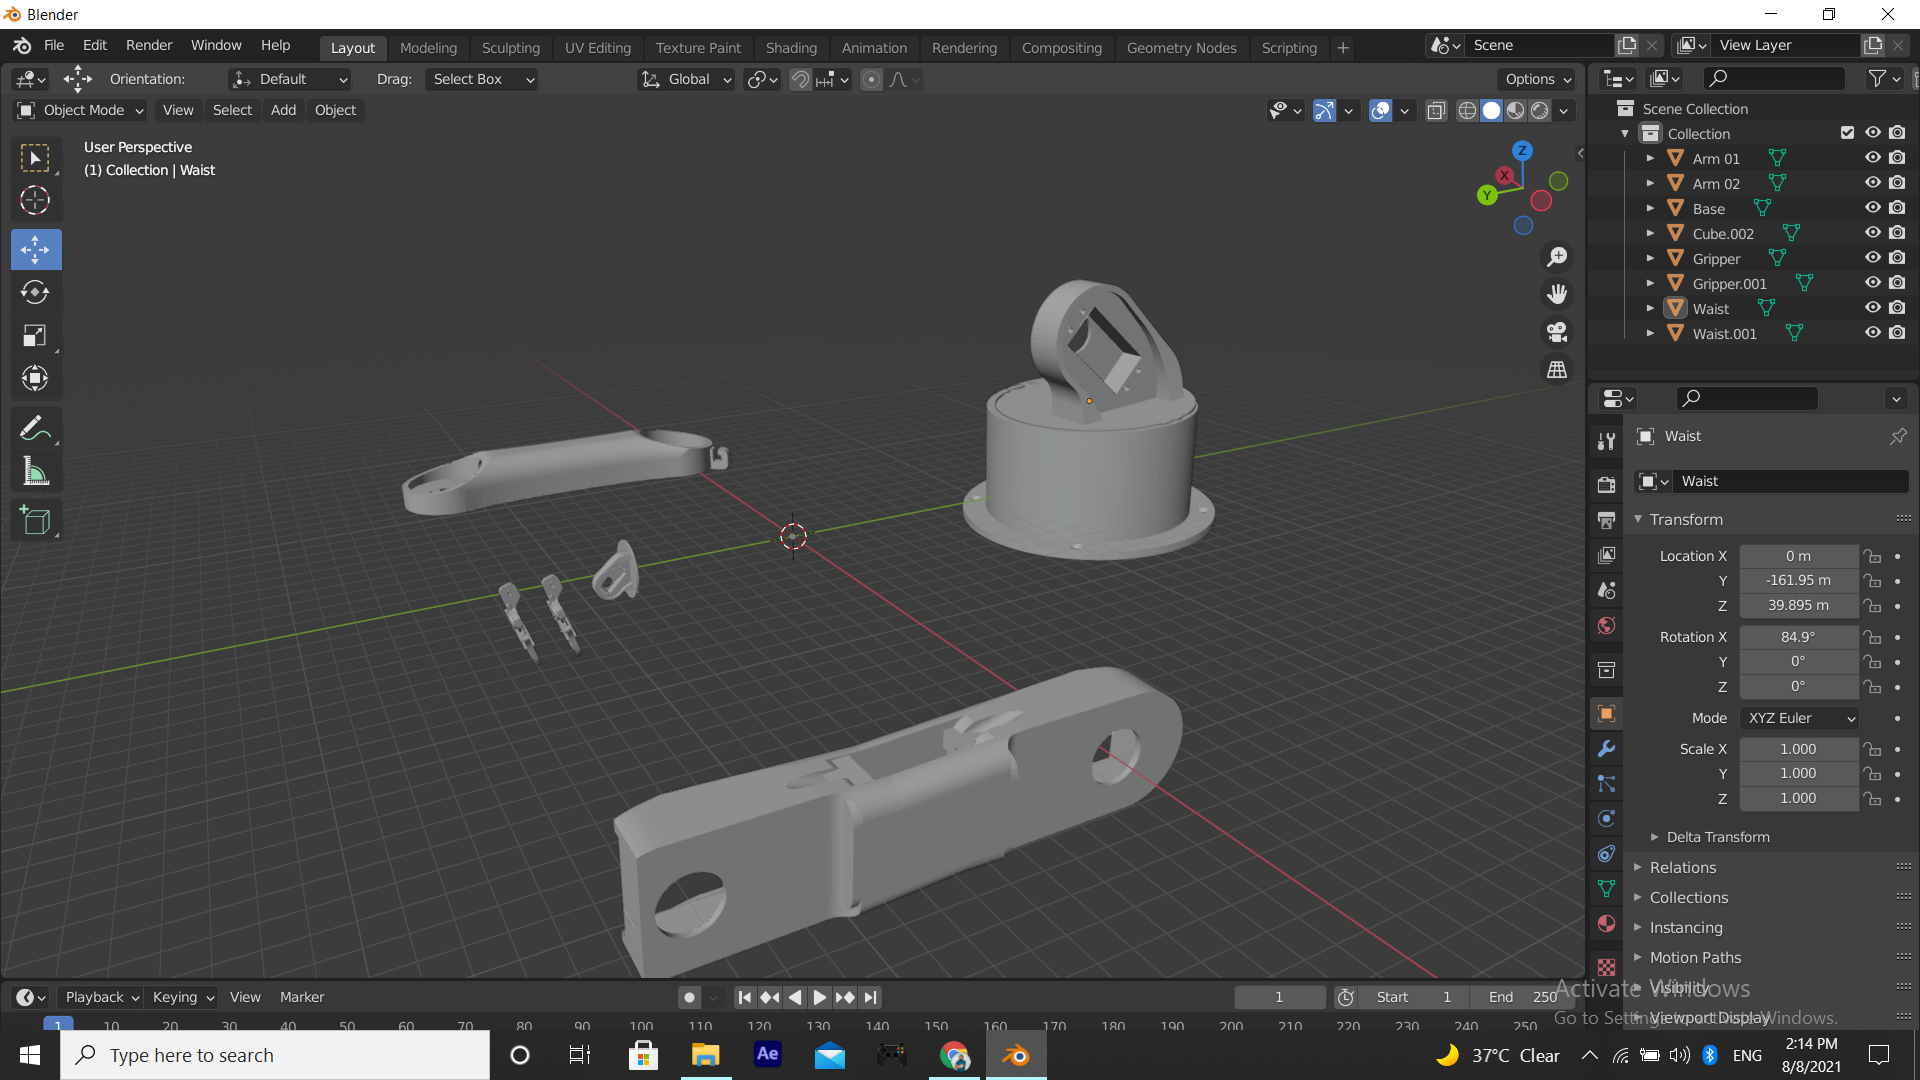 Blender
File Edit Render Window Help Layout Modeling Sculpting UV Editing Texture Paint Shading Animation Rendering Compositing Geometry Nodes Scripting + Scene View Layer
Orientation: Default Drag: Select Box Global Options
Object Mode View Select Add Object
User Perspective
(1) Collection | Waist
Z
X
Y
Scene Collection
Collection
Arm 01
Arm 02
Base
Cube.002
Gripper
Gripper.001
Waist
Waist.001
Waist
Waist
Transform
Location X 0 m
Y -161.95 m
Z 39.895 m
Rotation X 84.9°
Y 0°
Z 0°
Mode XYZ Euler
Scale X 1.000
Y 1.000
Z 1.000
Delta Transform
Relations
Collections
Instancing
Motion Paths
Visibility
Viewport Display
Activate Windows
Go to Settings to activate Windows.
Playback Keying View Marker 1 Start 1 End 250
1 10 20 30 40 50 60 70 80 90 100 110 120 130 140 150 160 170 180 190 200 210 220 230 240 250
Type here to search
Ae
37°C Clear
ENG
2:14 PM
8/8/2021